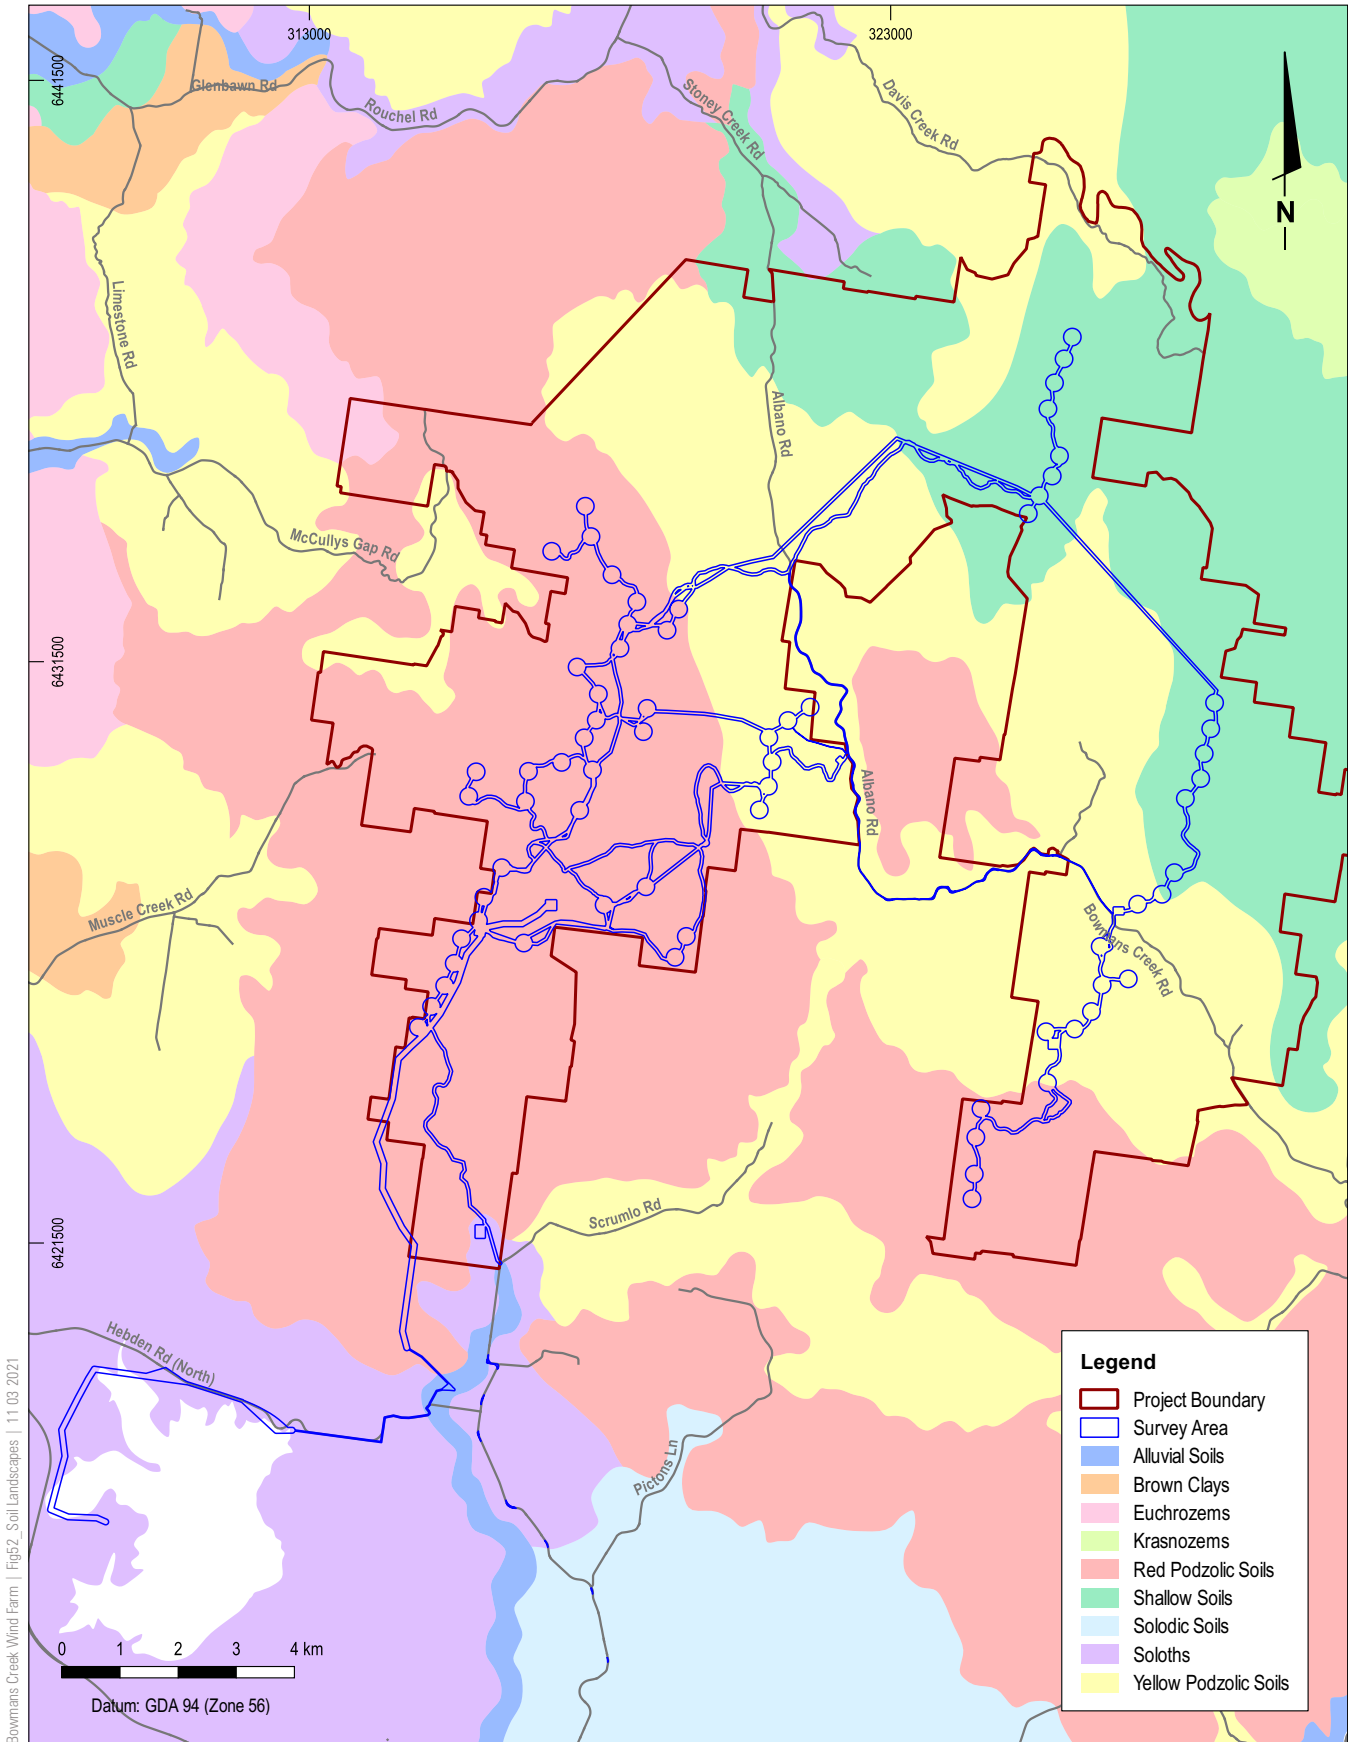 313000
323000
6441500
6431500
6421500
Glenbawn Rd
Rouchel Rd
Stoney Creek Rd
Davis Creek Rd
N
Limestone Rd
Albano Rd
McCullys Gap Rd
Albano Rd
Muscle Creek Rd
Bowmans Creek Rd
Scrumlo Rd
Hebden Rd (North)
Pictons Ln
Legend
Project Boundary
Survey Area
Alluvial Soils
Brown Clays
Euchrozems
Krasnozems
Red Podzolic Soils
Shallow Soils
Solodic Soils
Soloths
Yellow Podzolic Soils
0 1 2 3 4 km
Datum: GDA 94 (Zone 56)
Bowmans Creek Wind Farm | Fig52_Soil Landscapes | 11 03 2021